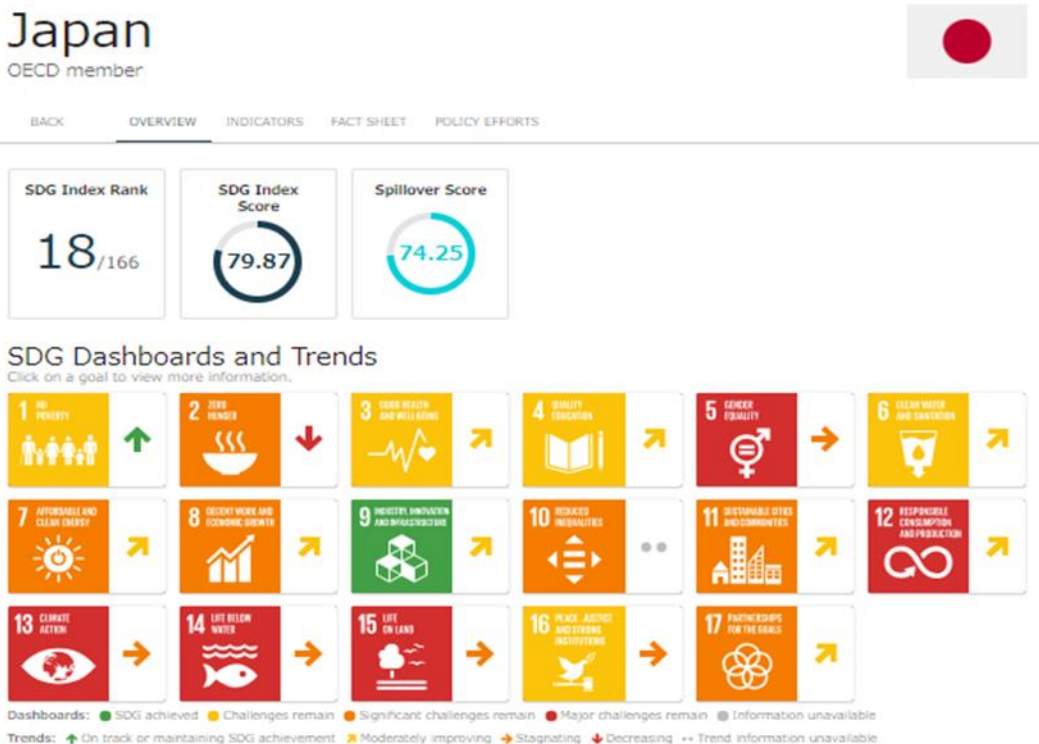 Japan
OECD member
BACK OVERVIEW INDICATORS FACT SHEET POLICY EFFORTS
SDG Index Rank
18/166
SDG Index
Score
79.87
Spillover Score
74.25
SDG Dashboards and Trends
Click on a goal to view more information.
1 NO
POVERTY
2 ZERO
HUNGER
3 GOOD HEALTH
AND WELL-BEING
4 QUALITY
EDUCATION
5 GENDER
EQUALITY
6 CLEAN WATER
AND SANITATION
7 AFFORDABLE AND
CLEAN ENERGY
8 DECENT WORK AND
ECONOMIC GROWTH
9 INDUSTRY, INNOVATION
AND INFRASTRUCTURE
10 REDUCED
INEQUALITIES
11 SUSTAINABLE CITIES
AND COMMUNITIES
12 RESPONSIBLE
CONSUMPTION
AND PRODUCTION
13 CLIMATE
ACTION
14 LIFE BELOW
WATER
15 LIFE
ON LAND
16 PEACE, JUSTICE
AND STRONG
INSTITUTIONS
17 PARTNERSHIPS
FOR THE GOALS
Dashboards: SDG achieved Challenges remain Significant challenges remain Major challenges remain Information unavailable
Trends: On track or maintaining SDG achievement Moderately improving Stagnating Decreasing Trend information unavailable